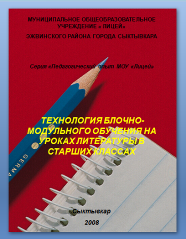 МУНИЦИПАЛЬНОЕ ОБЩЕОБРАЗОВАТЕЛЬНОЕ
УЧРЕЖДЕНИЕ «ЛИЦЕЙ»
ЭЖВИНСКОГО РАЙОНА ГОРОДА СЫКТЫВКАРА
Серия «Педагогический опыт МОУ «Лицей»
ТЕХНОЛОГИЯ БЛОЧНО-
МОДУЛЬНОГО ОБУЧЕНИЯ НА
УРОКАХ ЛИТЕРАТУРЫ В
СТАРШИХ КЛАССАХ
GERMA
Сыктывкар
2008